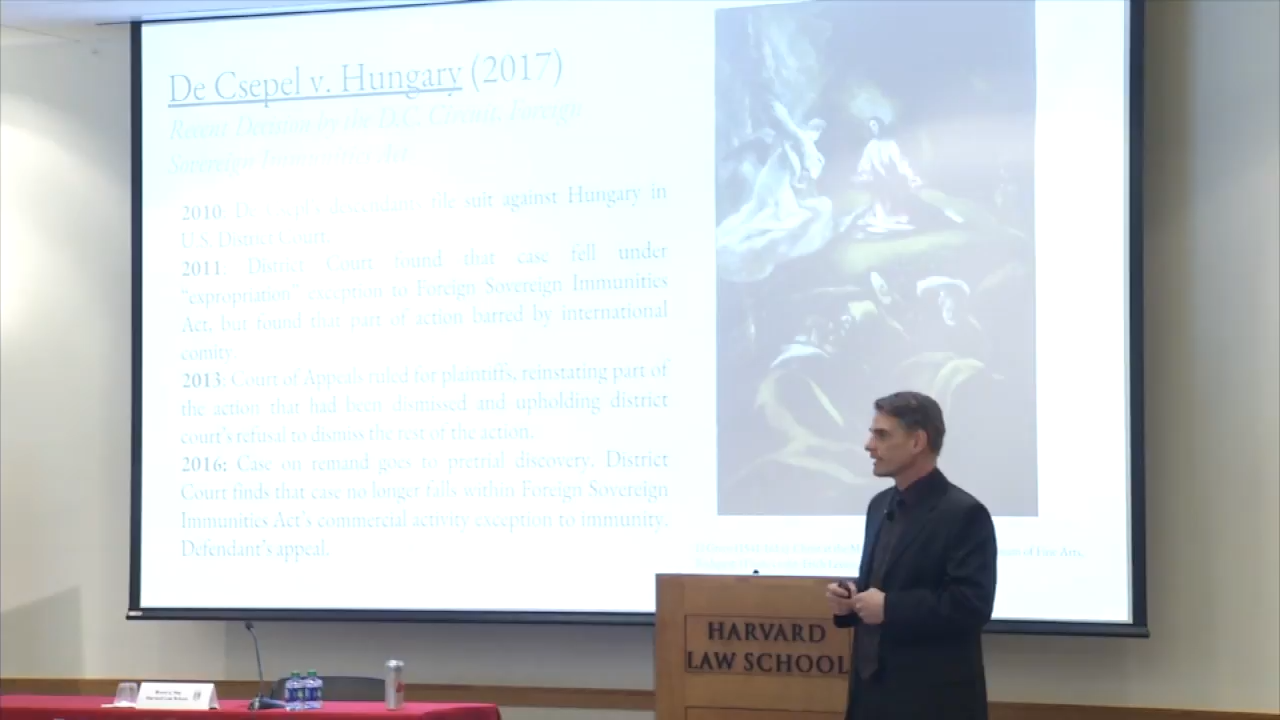 De Csepel v. Hungary (2017)
Recent Decision by the D.C. Circuit, Foreign
Sovereign Immunities Act
2010: De Csepel's descendants file suit against Hungary in
U.S. District Court.
2011: District Court found that case fell under
"expropriation" exception to Foreign Sovereign Immunities
Act, but found that part of action barred by international
comity
2013: Court of Appeals ruled for plaintiffs, reinstating part of
the action that had been dismissed and upholding district
court's refusal to dismiss the rest of the action.
2016: Case on remand goes to pretrial discovery. District
Court finds that case no longer falls within Foreign Sovereign
Immunities Act's commercial activity exception to immunity.
Defendant's appeal.
HARVARD
LAW SCHOOL
Harvard Law School